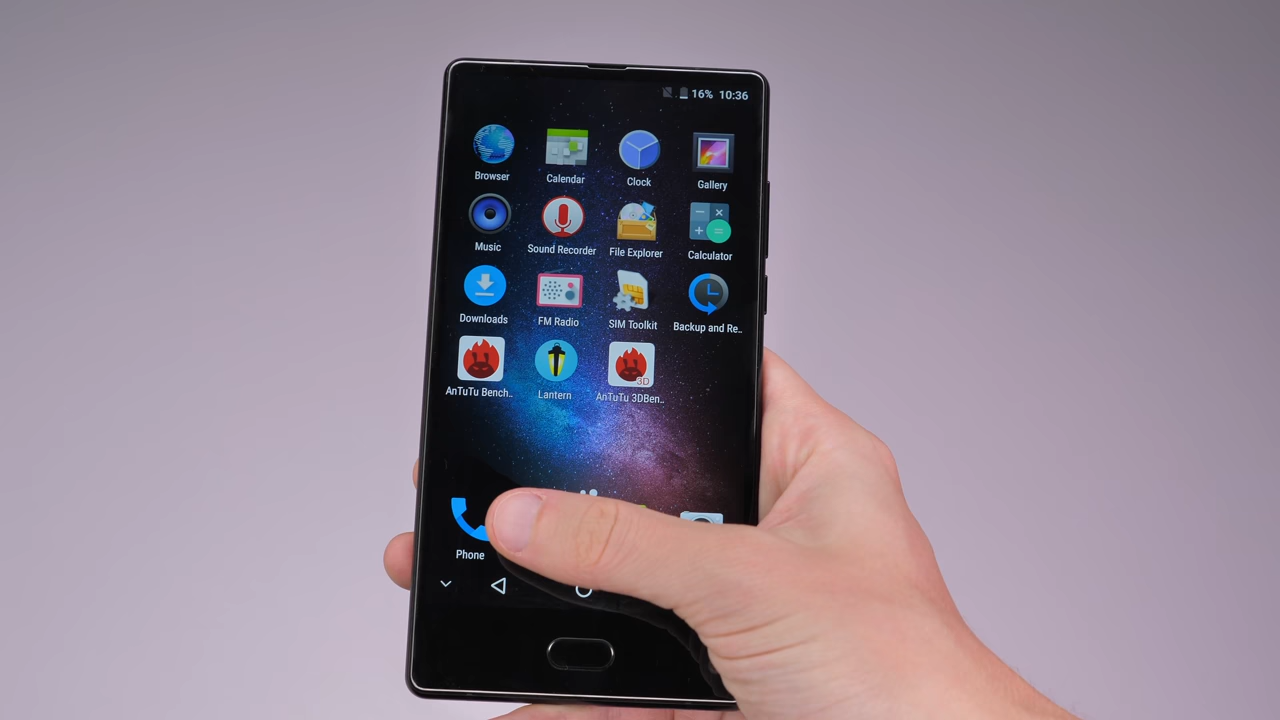 16% 10:36
Browser Calendar Clock Gallery
Music Sound Recorder File Explorer Calculator
Downloads FM Radio SIM Toolkit Backup and Re..
AnTuTu Bench.. Lantern AnTuTu 3DBen..
3D
Phone